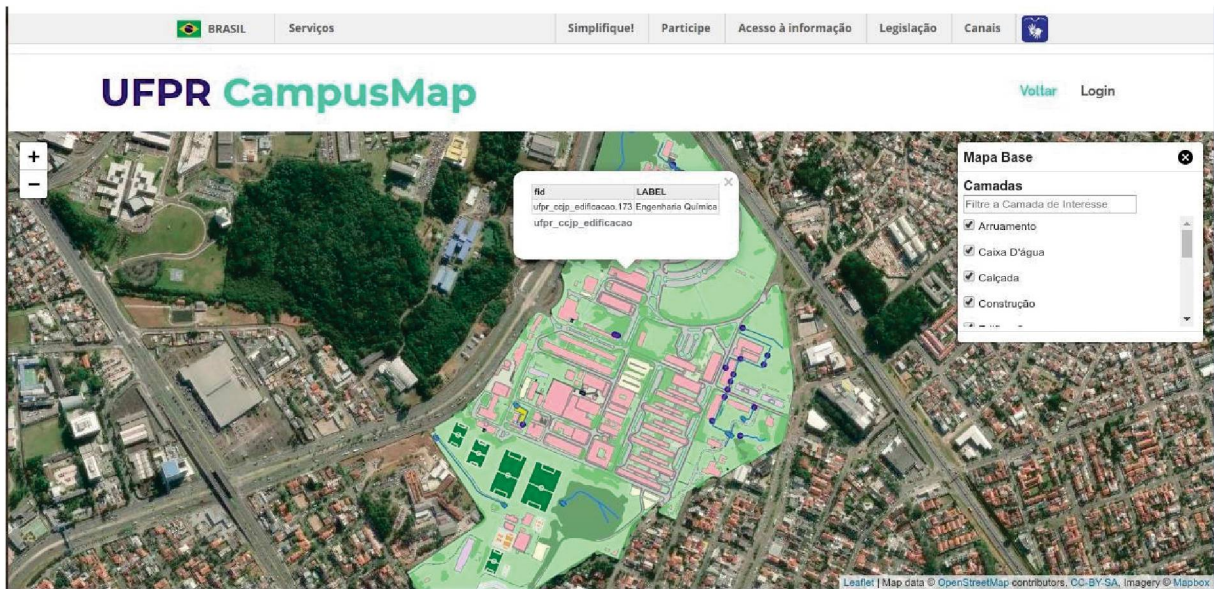 BRASIL Serviços Simplifique! Participe Acesso à informação Legislação Canais
UFPR CampusMap
Voltar Login
+
−
fid LABEL
ufpr_ccjp_edificacao.173 Engenharia Química
ufpr_ccjp_edificacao
×
Mapa Base
Camadas
Filtre a Camada de Interesse
Arruamento
Caixa D'água
Calçada
Construção
Leaflet | Map data © OpenStreetMap contributors, CC-BY-SA, Imagery © Mapbox